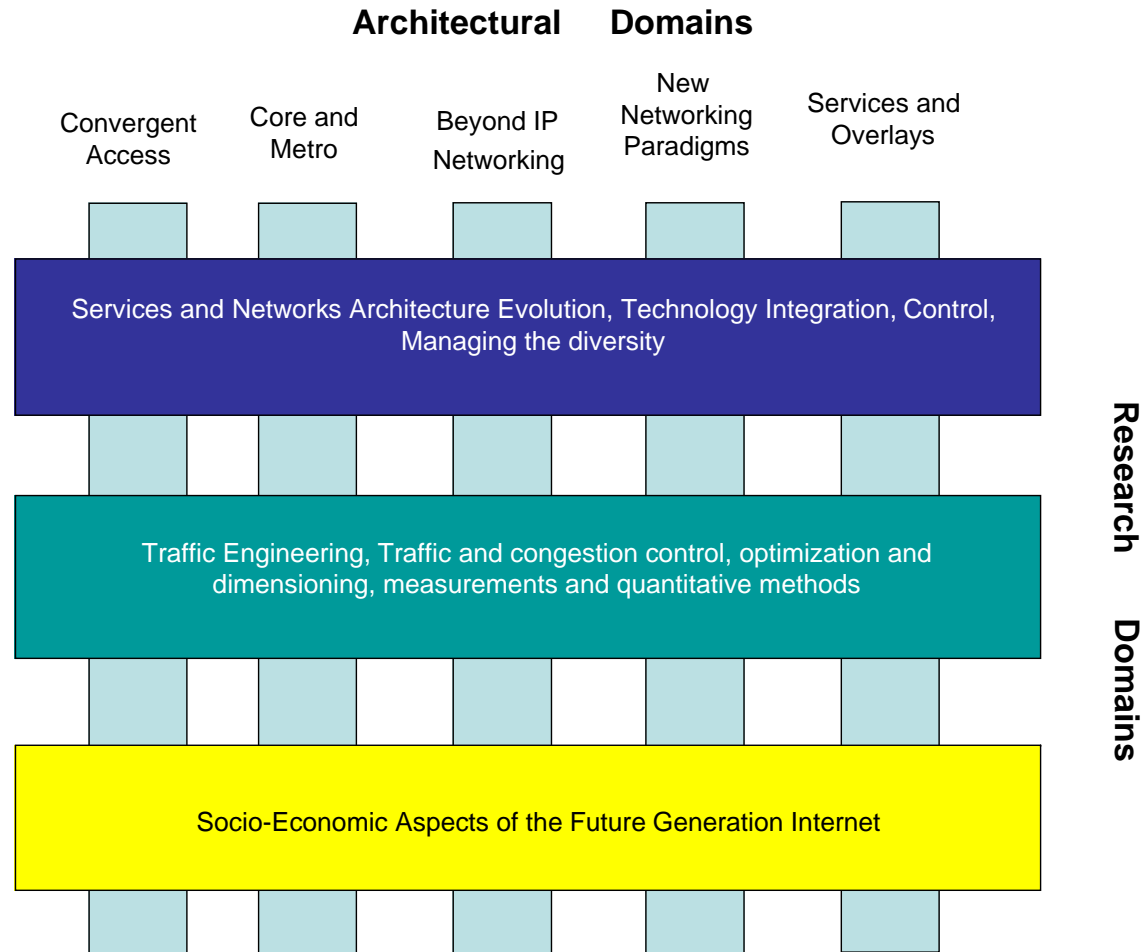 Architectural Domains
Convergent
Access
Core and
Metro
Beyond IP
Networking
New
Networking
Paradigms
Services and
Overlays
Services and Networks Architecture Evolution, Technology Integration, Control,
Managing the diversity
Traffic Engineering, Traffic and congestion control, optimization and
dimensioning, measurements and quantitative methods
Socio-Economic Aspects of the Future Generation Internet
Research Domains